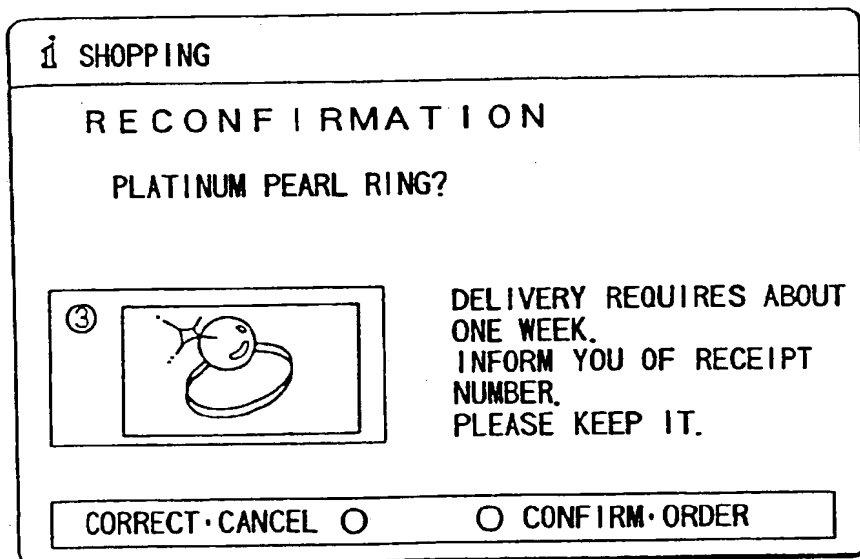 SHOPPING
RECONFIRMATION
PLATINUM PEARL RING?
③
DELIVERY REQUIRES ABOUT
ONE WEEK.
INFORM YOU OF RECEIPT
NUMBER.
PLEASE KEEP IT.
CORRECT·CANCEL ○ ○ CONFIRM·ORDER